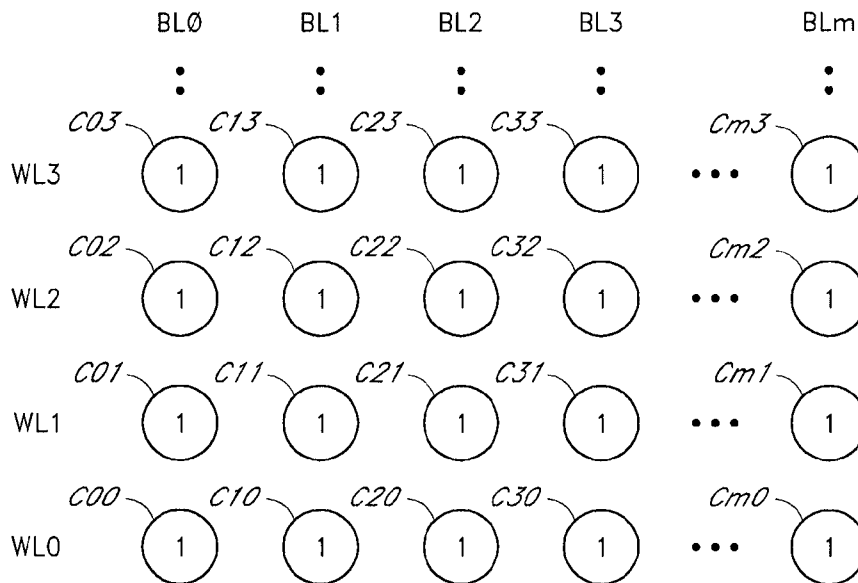 BLØ BL1 BL2 BL3 BLm
C03 C13 C23 C33 Cm3
WL3 1 1 1 1 ••• 1
C02 C12 C22 C32 Cm2
WL2 1 1 1 1 ••• 1
C01 C11 C21 C31 Cm1
WL1 1 1 1 1 ••• 1
C00 C10 C20 C30 Cm0
WL0 1 1 1 1 ••• 1